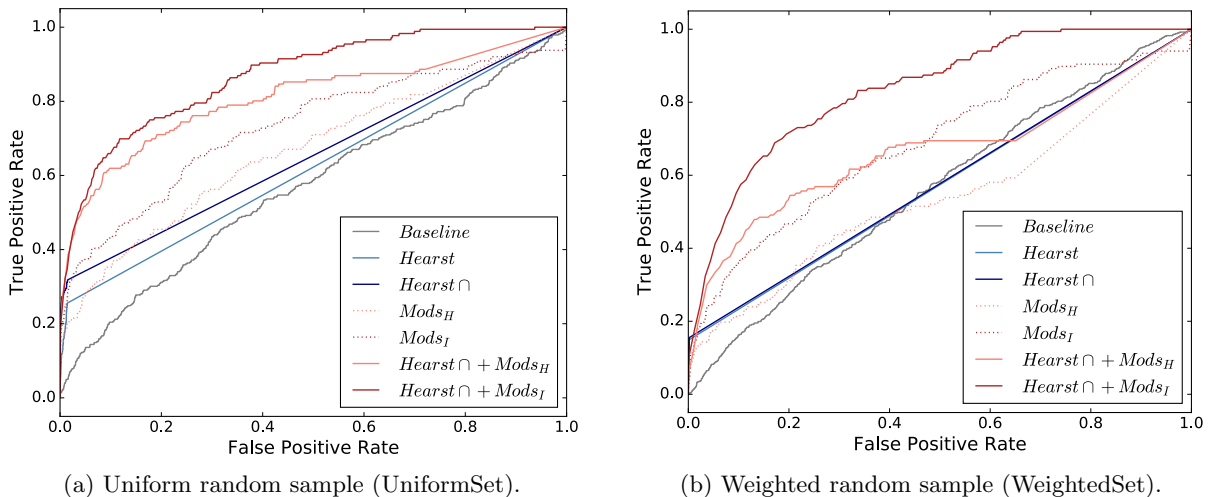 1.0
0.8
0.6
0.4
0.2
0.0
True Positive Rate
Baseline
Hearst
Hearst ∩
Mods_H
Mods_I
Hearst ∩ + Mods_H
Hearst ∩ + Mods_I
0.0 0.2 0.4 0.6 0.8 1.0
False Positive Rate
(a) Uniform random sample (UniformSet).
1.0
0.8
0.6
0.4
0.2
0.0
True Positive Rate
Baseline
Hearst
Hearst ∩
Mods_H
Mods_I
Hearst ∩ + Mods_H
Hearst ∩ + Mods_I
0.0 0.2 0.4 0.6 0.8 1.0
False Positive Rate
(b) Weighted random sample (WeightedSet).